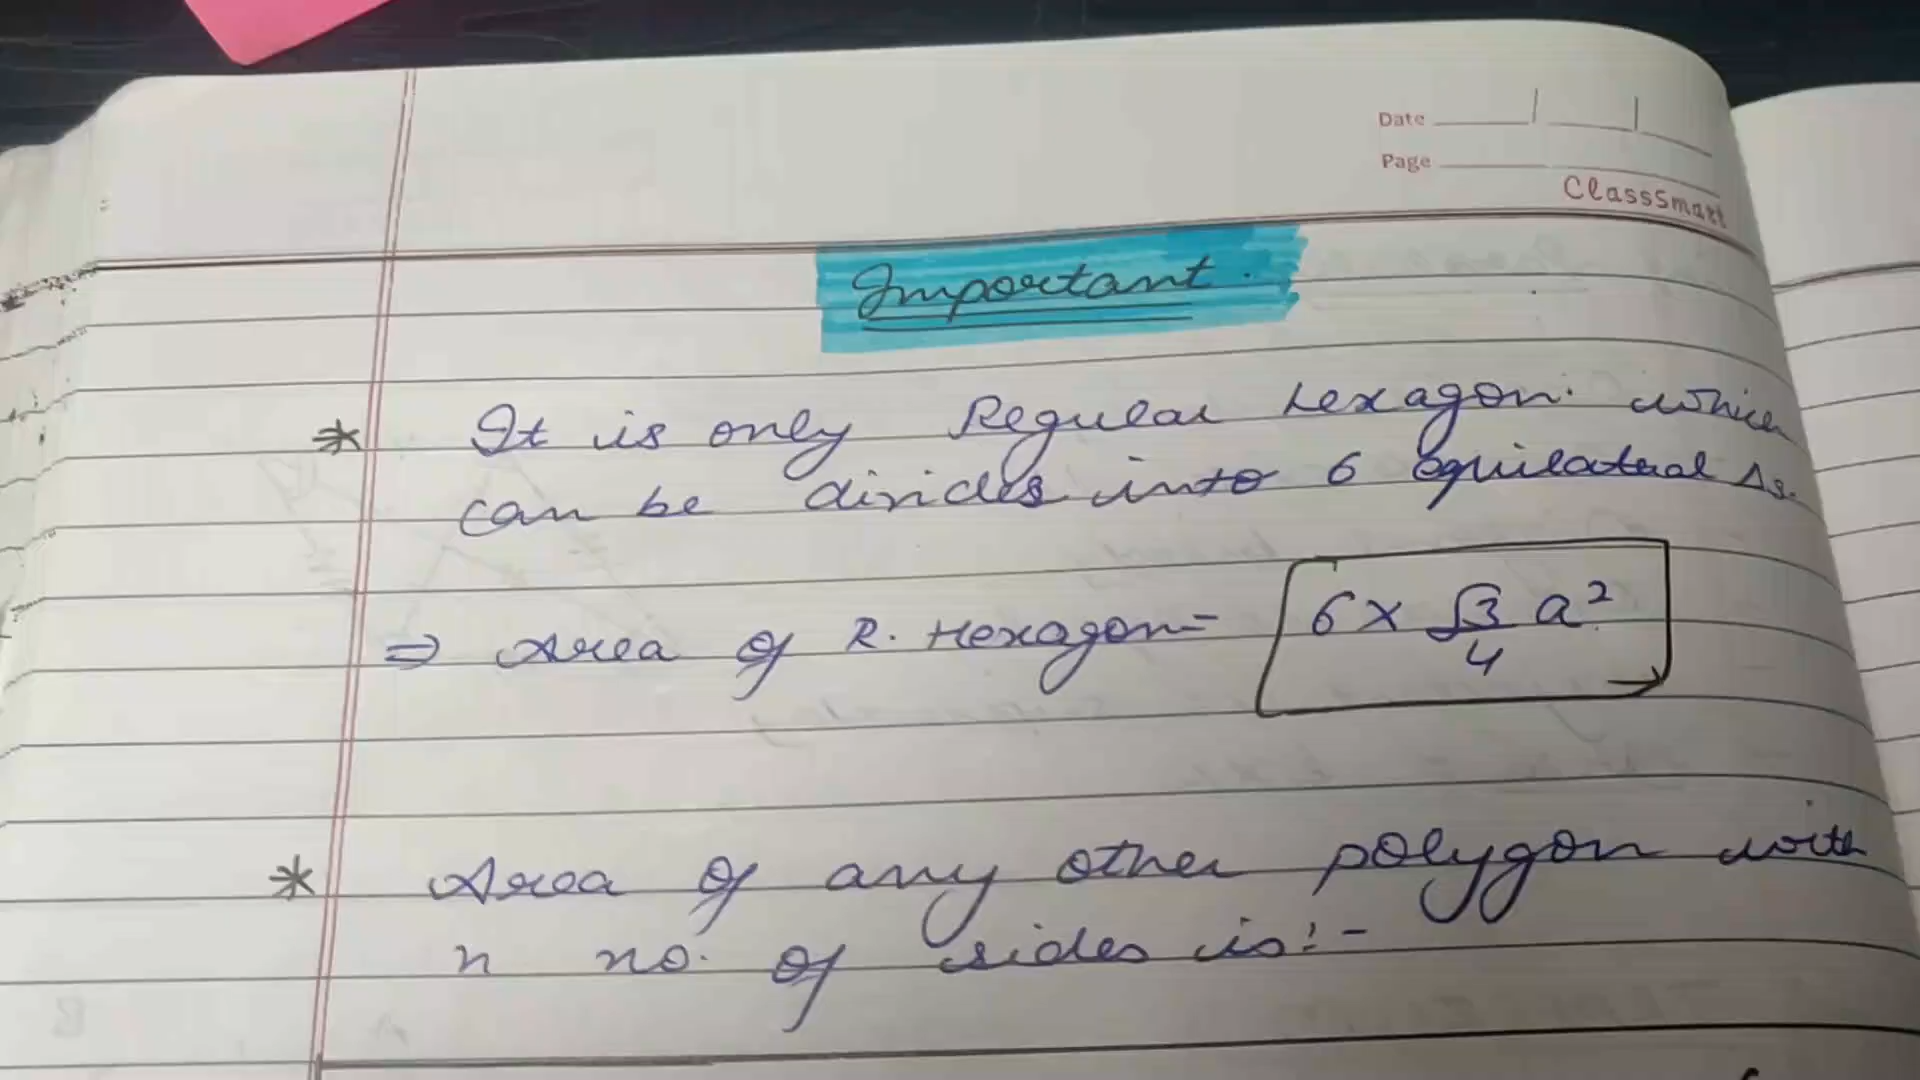 Date
Page
ClassSmart
Important.
* It is only Regular hexagon. which
can be divides into 6 equilateral Δs.
⇒ Area of R. Hexagon = 6 × √3/4 a²
* Area of any other polygon with
n no. of sides is:-